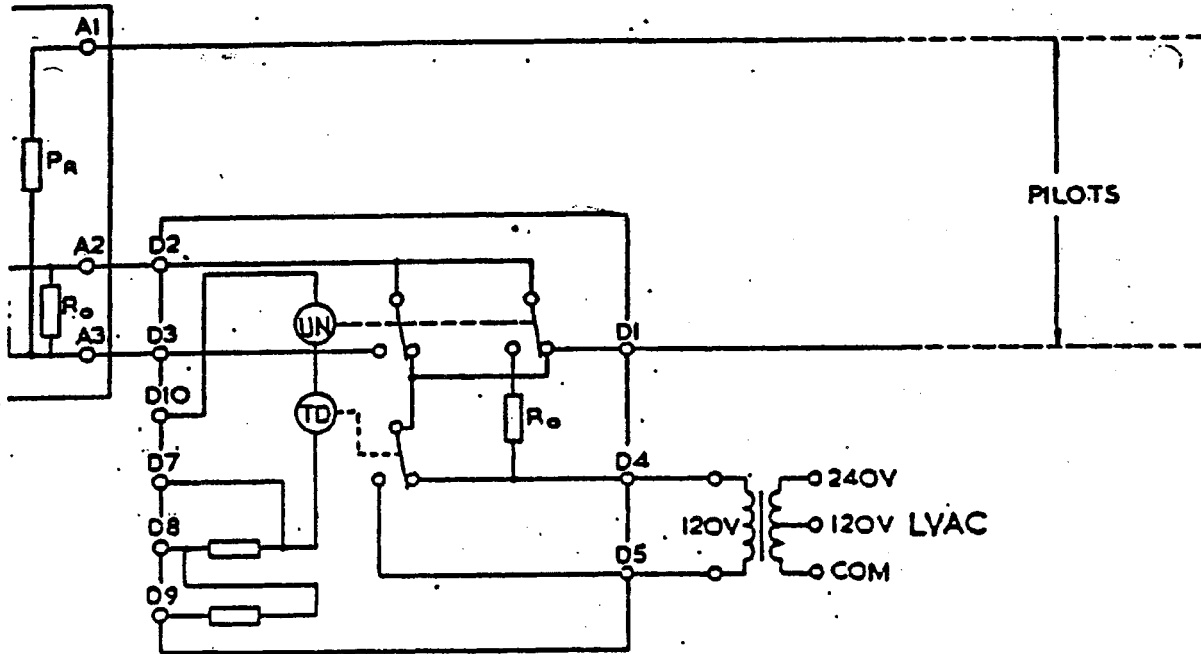 A1
PR
PILOTS
A2 D2
Ro
UN
A3 D3 D1
D10
TD
Ro
D7 D4
240V
D8 120V 120V LVAC
D5
COM
D9